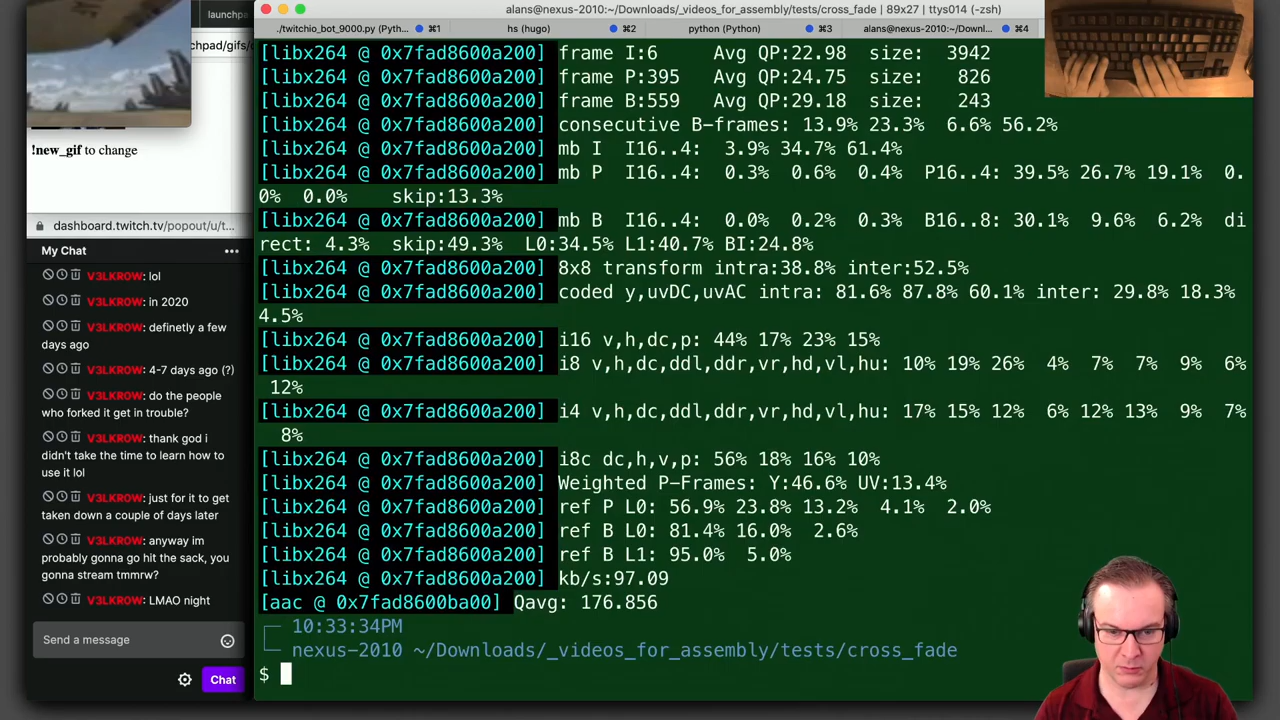 launchpad
hpad/gifs/c
!new_gif to change
dashboard.twitch.tv/popout/u/t...
My Chat
V3LKR0W: lol
V3LKR0W: in 2020
V3LKR0W: definetly a few
days ago
V3LKR0W: 4-7 days ago (?)
V3LKR0W: do the people
who forked it get in trouble?
V3LKR0W: thank god i
didn't take the time to learn how to
use it lol
V3LKR0W: just for it to get
taken down a couple of days later
V3LKR0W: anyway im
probably gonna go hit the sack, you
gonna stream tmmrw?
V3LKR0W: LMAO night
Send a message
Chat
alans@nexus-2010:~/Downloads/_videos_for_assembly/tests/cross_fade | 89x27 | ttys014 (-zsh)
./twitchio_bot_9000.py (Pyth... ⌘1
hs (hugo) ⌘2
python (Python) ⌘3
alans@nexus-2010:~/Downl... ⌘4
[libx264 @ 0x7fad8600a200] frame I:6     Avg QP:22.98  size:  3942
[libx264 @ 0x7fad8600a200] frame P:395   Avg QP:24.75  size:   826
[libx264 @ 0x7fad8600a200] frame B:559   Avg QP:29.18  size:   243
[libx264 @ 0x7fad8600a200] consecutive B-frames: 13.9% 23.3%  6.6% 56.2%
[libx264 @ 0x7fad8600a200] mb I  I16..4:  3.9% 34.7% 61.4%
[libx264 @ 0x7fad8600a200] mb P  I16..4:  0.3%  0.6%  0.4%  P16..4: 39.5% 26.7% 19.1%  0.
0%  0.0%    skip:13.3%
[libx264 @ 0x7fad8600a200] mb B  I16..4:  0.0%  0.2%  0.3%  B16..8: 30.1%  9.6%  6.2%  di
rect: 4.3%  skip:49.3%  L0:34.5% L1:40.7% BI:24.8%
[libx264 @ 0x7fad8600a200] 8x8 transform intra:38.8% inter:52.5%
[libx264 @ 0x7fad8600a200] coded y,uvDC,uvAC intra: 81.6% 87.8% 60.1% inter: 29.8% 18.3%
4.5%
[libx264 @ 0x7fad8600a200] i16 v,h,dc,p: 44% 17% 23% 15%
[libx264 @ 0x7fad8600a200] i8 v,h,dc,ddl,ddr,vr,hd,vl,hu: 10% 19% 26%  4%  7%  7%  9%  6%
12%
[libx264 @ 0x7fad8600a200] i4 v,h,dc,ddl,ddr,vr,hd,vl,hu: 17% 15% 12%  6% 12% 13%  9%  7%
8%
[libx264 @ 0x7fad8600a200] i8c dc,h,v,p: 56% 18% 16% 10%
[libx264 @ 0x7fad8600a200] Weighted P-Frames: Y:46.6% UV:13.4%
[libx264 @ 0x7fad8600a200] ref P L0: 56.9% 23.8% 13.2%  4.1%  2.0%
[libx264 @ 0x7fad8600a200] ref B L0: 81.4% 16.0%  2.6%
[libx264 @ 0x7fad8600a200] ref B L1: 95.0%  5.0%
[libx264 @ 0x7fad8600a200] kb/s:97.09
[aac @ 0x7fad8600ba00] Qavg: 176.856
10:33:34PM
nexus-2010 ~/Downloads/_videos_for_assembly/tests/cross_fade
$